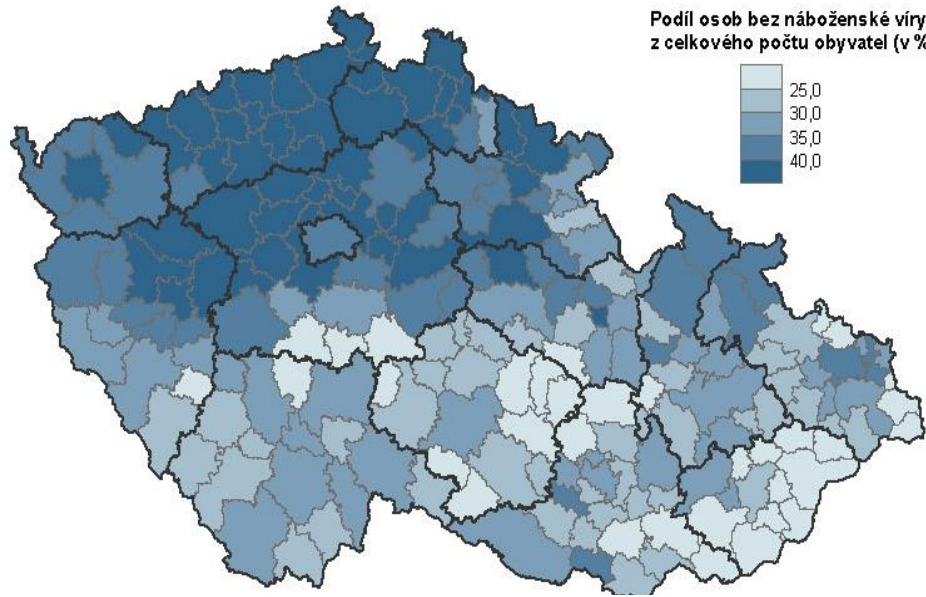 Podíl osob bez náboženské víry
z celkového počtu obyvatel (v %
25,0
30,0
35,0
40,0